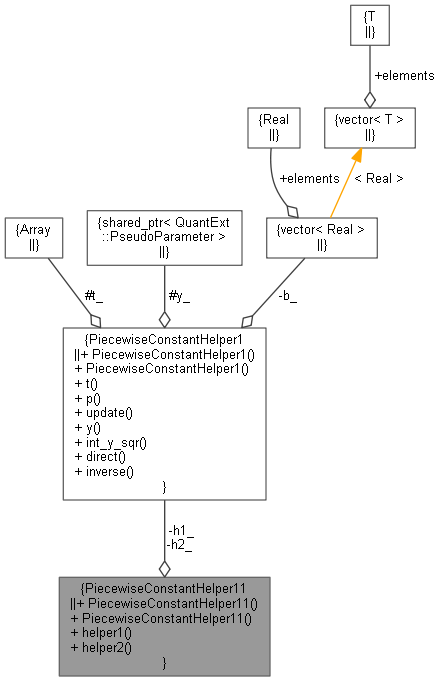 {T
||}
+elements
{Real
||}
{vector< T >
||}
+elements
< Real >
{Array
||}
{shared_ptr< QuantExt
::PseudoParameter >
||}
{vector< Real >
||}
#t_
#y_
-b_
{PiecewiseConstantHelper1
||+ PiecewiseConstantHelper1()
+ PiecewiseConstantHelper1()
+ t()
+ p()
+ update()
+ y()
+ int_y_sqr()
+ direct()
+ inverse()
}
-h1_
-h2_
{PiecewiseConstantHelper11
||+ PiecewiseConstantHelper11()
+ PiecewiseConstantHelper11()
+ helper1()
+ helper2()
}